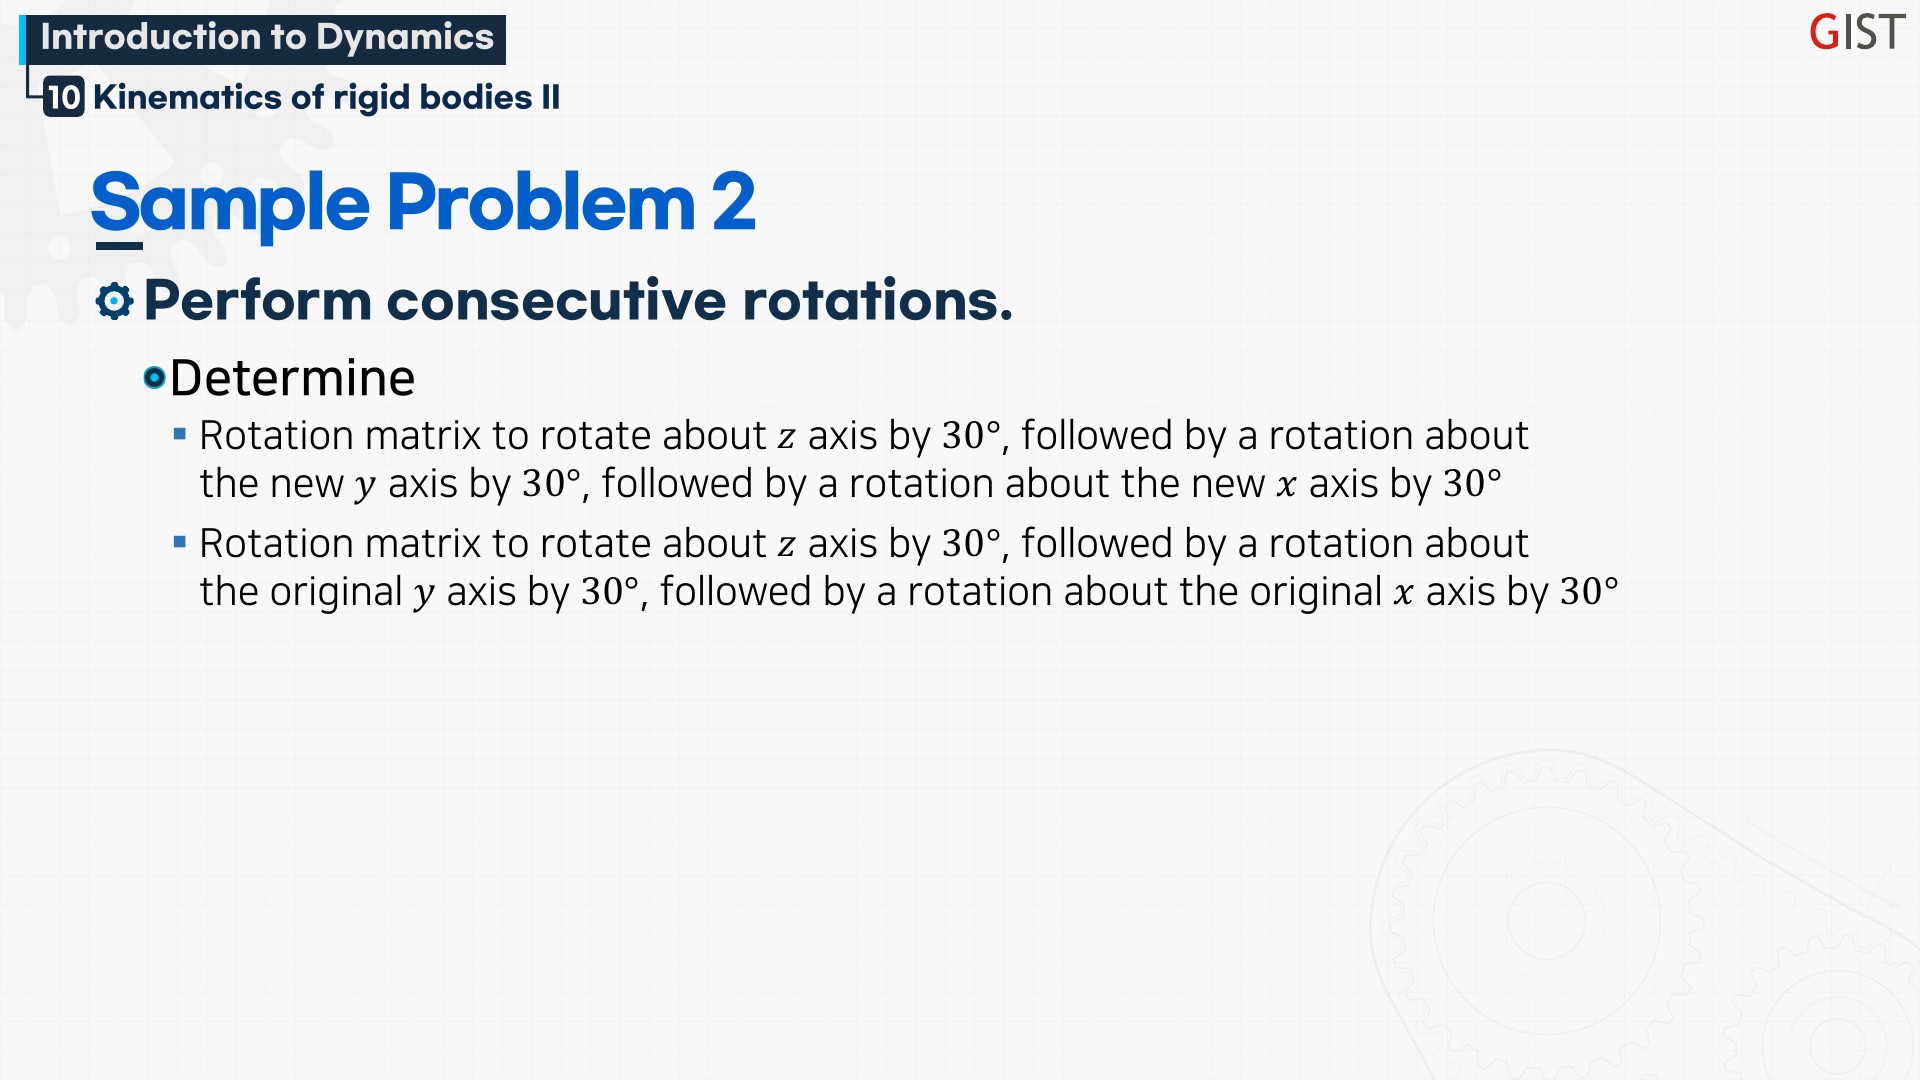 Introduction to Dynamics
GIST
10 Kinematics of rigid bodies II
Sample Problem 2
Perform consecutive rotations.
Determine
Rotation matrix to rotate about z axis by 30°, followed by a rotation about
the new y axis by 30°, followed by a rotation about the new x axis by 30°
Rotation matrix to rotate about z axis by 30°, followed by a rotation about
the original y axis by 30°, followed by a rotation about the original x axis by 30°